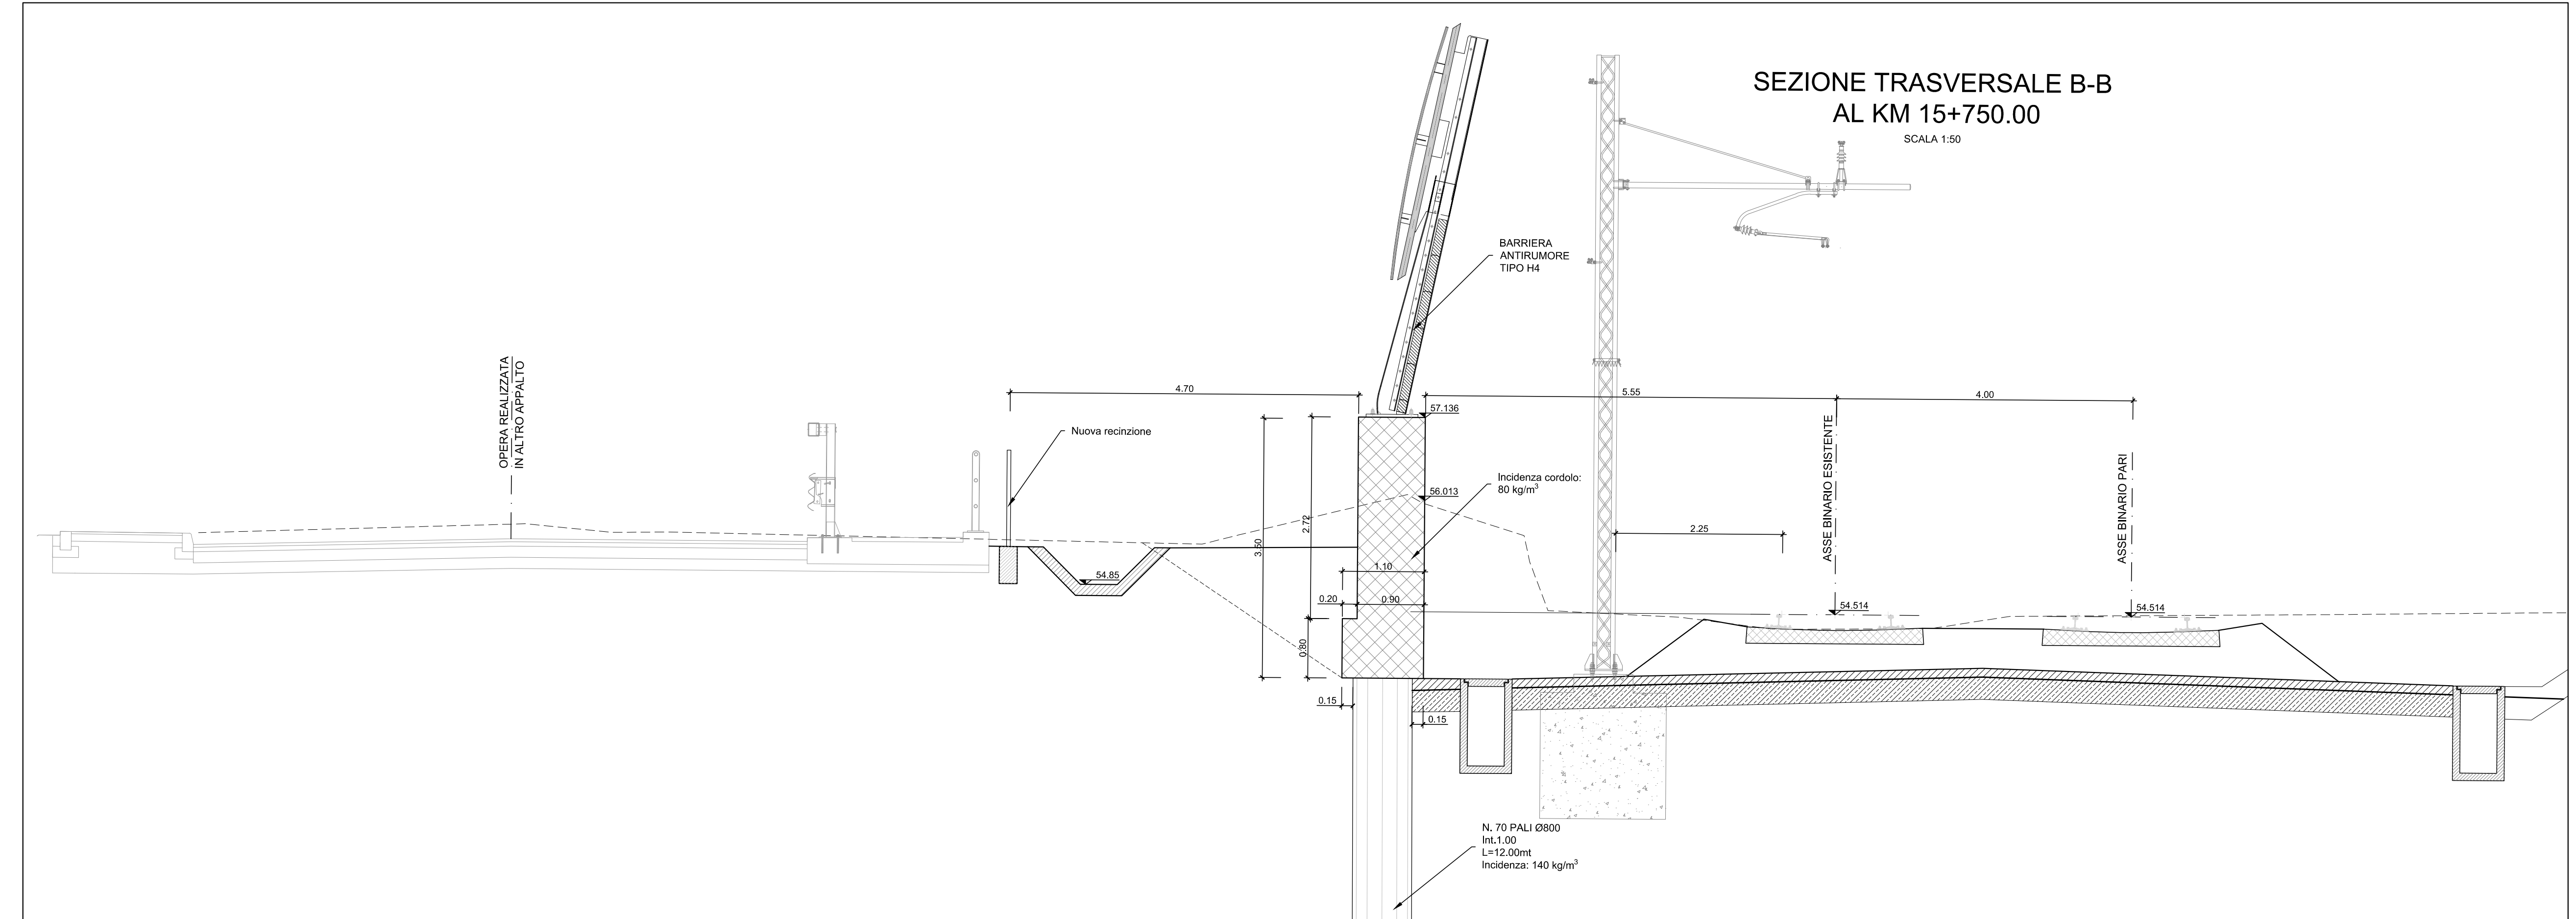 SEZIONE TRASVERSALE B-B
AL KM 15+750.00
SCALA 1:50
BARRIERA
ANTIRUMORE
TIPO H4
OPERA REALIZZATA
IN ALTRO APPALTO
4.70
5.55
4.00
57.136
Nuova recinzione
ASSE BINARIO ESISTENTE
ASSE BINARIO PARI
Incidenza cordolo:
80 kg/m³
56.013
2.72
3.50
2.25
54.85
1.10
0.20
0.90
54.514
54.514
0.80
0.15
0.15
N. 70 PALI Ø800
Int.1.00
L=12.00mt
Incidenza: 140 kg/m³